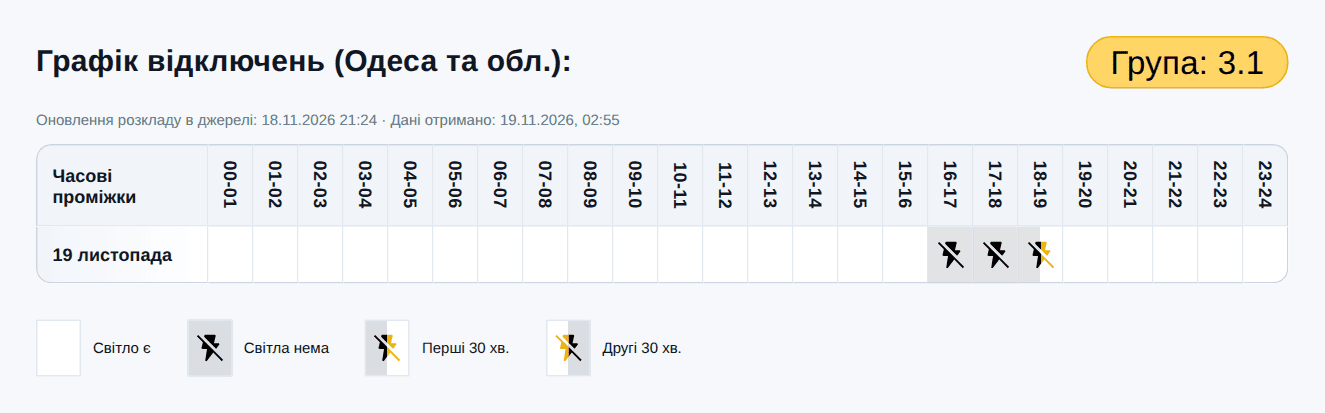 Графік відключень (Одеса та обл.):
Група: 3.1
Оновлення розкладу в джерелі: 18.11.2026 21:24 · Дані отримано: 19.11.2026, 02:55
Часові
проміжки
00-01
01-02
02-03
03-04
04-05
05-06
06-07
07-08
08-09
09-10
10-11
11-12
12-13
13-14
14-15
15-16
16-17
17-18
18-19
19-20
20-21
21-22
22-23
23-24
19 листопада
Світло є
Світла нема
Перші 30 хв.
Другі 30 хв.